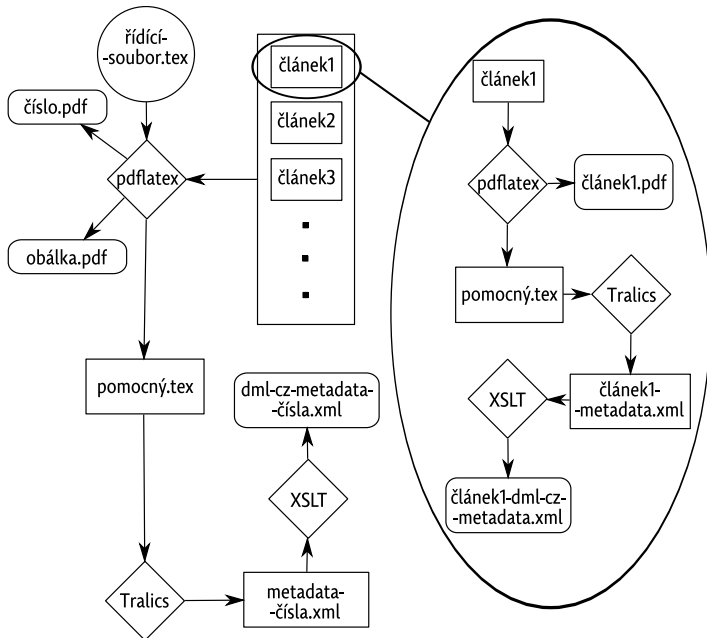 řídící-
-soubor.tex
číslo.pdf
pdflatex
obálka.pdf
pomocný.tex
Tralics
metadata-
-čísla.xml
XSLT
dml-cz-metadata-
-čísla.xml
článek1
článek2
článek3
článek1
pdflatex
článek1.pdf
pomocný.tex
Tralics
článek1-
-metadata.xml
XSLT
článek1-dml-cz-
-metadata.xml